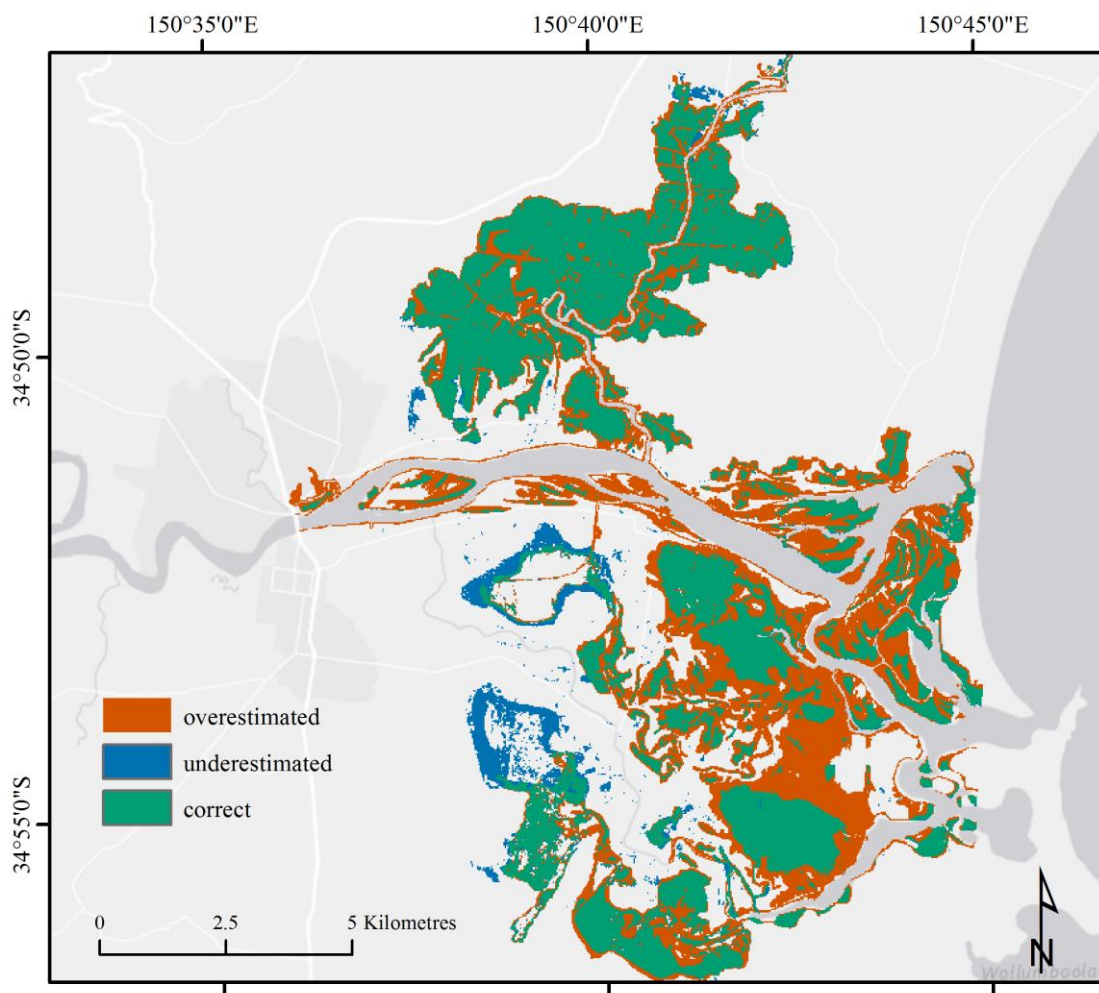 150°35'0"E 150°40'0"E 150°45'0"E
34°50'0"S
overestimated
underestimated
correct
34°55'0"S
0 2.5 5 Kilometres
N
Wollumboola